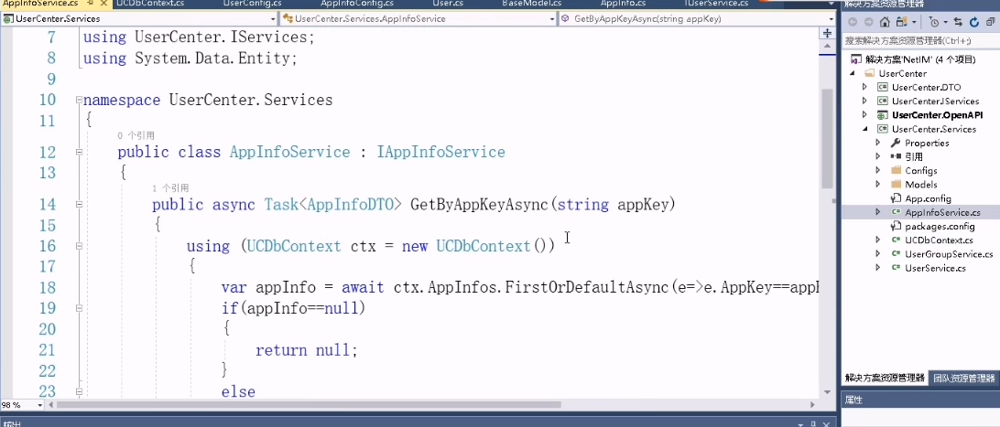 AppInfoService.cs UCDbContext.cs UserConfig.cs AppInfoConfig.cs User.cs BaseModel.cs AppInfo.cs IUserService.cs
UserCenter.Services UserCenter.Services.AppInfoService GetByAppKeyAsync(string appKey)
7 using UserCenter.IServices;
8 using System.Data.Entity;
9
10 namespace UserCenter.Services
11 {
0 个引用
12 public class AppInfoService : IAppInfoService
13 {
1 个引用
14 public async Task<AppInfoDTO> GetByAppKeyAsync(string appKey)
15 {
16 using (UCDbContext ctx = new UCDbContext())
17 {
18 var appInfo = await ctx.AppInfos.FirstOrDefaultAsync(e=>e.AppKey==appK
19 if(appInfo==null)
20 {
21 return null;
22 }
23 else
98 %
输出
解决方案资源管理器
搜索解决方案资源管理器(Ctrl+;)
解决方案'NetIM' (4 个项目)
UserCenter
UserCenter.DTO
UserCenter.IServices
UserCenter.OpenAPI
UserCenter.Services
Properties
引用
Configs
Models
App.config
AppInfoService.cs
packages.config
UCDbContext.cs
UserGroupService.cs
UserService.cs
解决方案资源管理器 团队资源管理器
属性